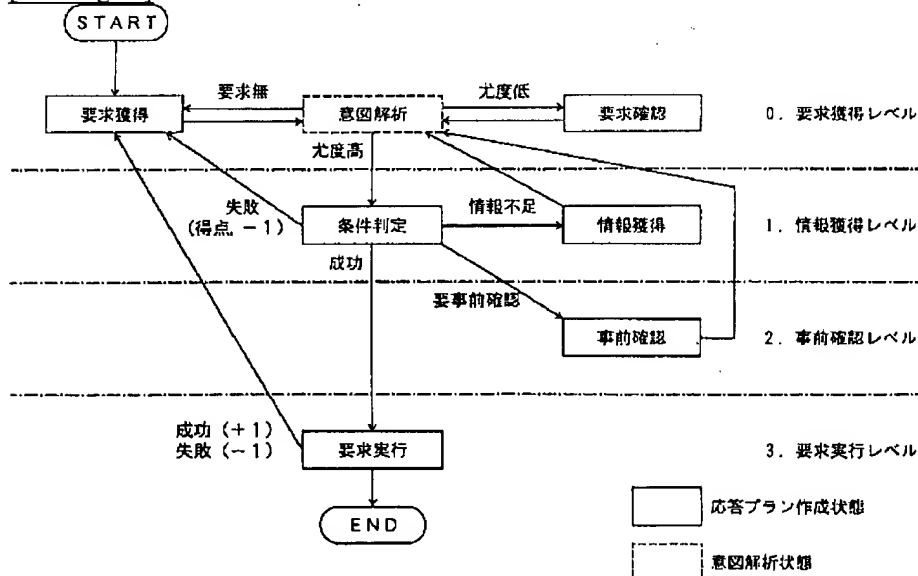 START
要求無
尤度低
要求獲得
意図解析
要求確認
0. 要求獲得レベル
尤度高
失敗
(得点, −1)
情報不足
条件判定
情報獲得
1. 情報獲得レベル
成功
要事前確認
事前確認
2. 事前確認レベル
成功 (+1)
失敗 (−1)
要求実行
3. 要求実行レベル
END
応答プラン作成状態
意図解析状態